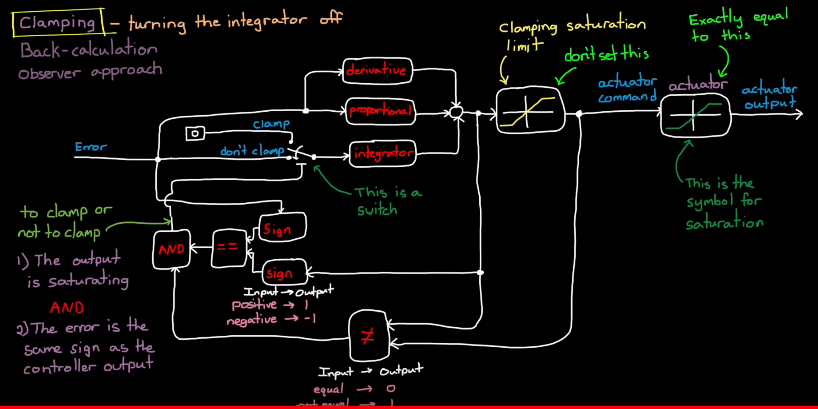 Clamping - turning the integrator off
Back-calculation
observer approach
Clamping saturation
limit
don't set this
Exactly equal
to this
derivative
proportional
integrator
actuator
command
actuator
actuator
output
clamp
0
don't clamp
Error
This is a
switch
This is the
symbol for
saturation
to clamp or
not to clamp
AND
==
Sign
sign
Input → Output
positive → 1
negative → -1
1) The output
is saturating
AND
2) The error is the
same sign as the
controller output
≠
Input → Output
equal → 0
not equal → 1